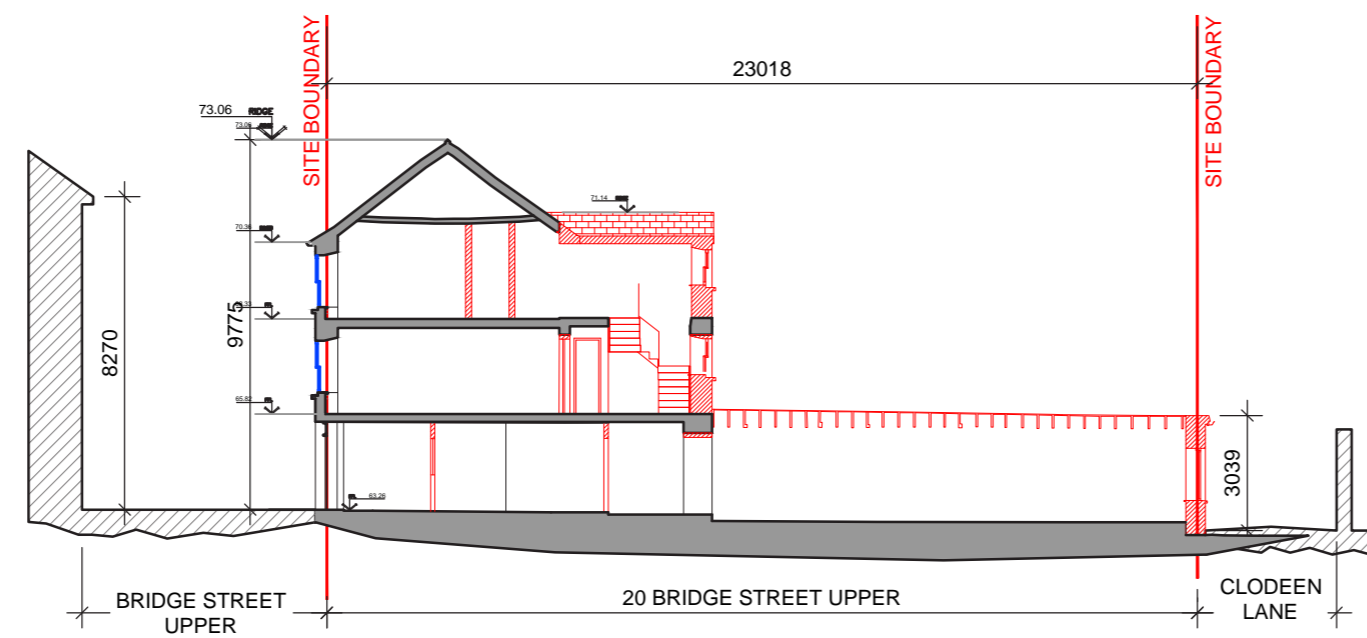 SITE BOUNDARY
23018
SITE BOUNDARY
73.06 RIDGE
73.06
71.14
70.36
9775
8270
65.82
63.26
3039
BRIDGE STREET
UPPER
20 BRIDGE STREET UPPER
CLODEEN
LANE